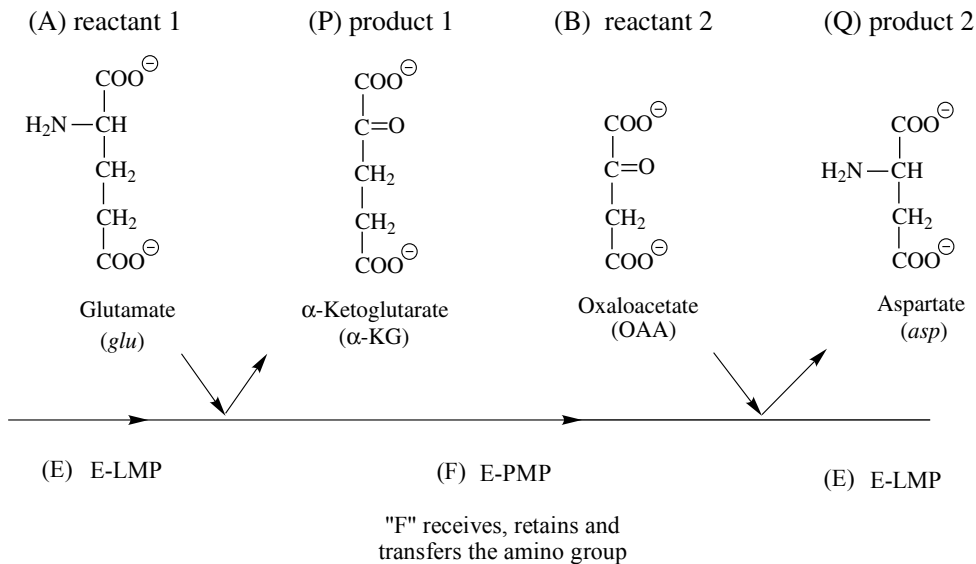 (A) reactant 1
(P) product 1
(B) reactant 2
(Q) product 2
COO⊖
H₂N—CH
CH₂
CH₂
COO⊖
Glutamate
(glu)
COO⊖
C=O
CH₂
CH₂
COO⊖
α-Ketoglutarate
(α-KG)
COO⊖
C=O
CH₂
COO⊖
Oxaloacetate
(OAA)
COO⊖
H₂N—CH
CH₂
COO⊖
Aspartate
(asp)
(E) E-LMP
(F) E-PMP
(E) E-LMP
"F" receives, retains and
transfers the amino group